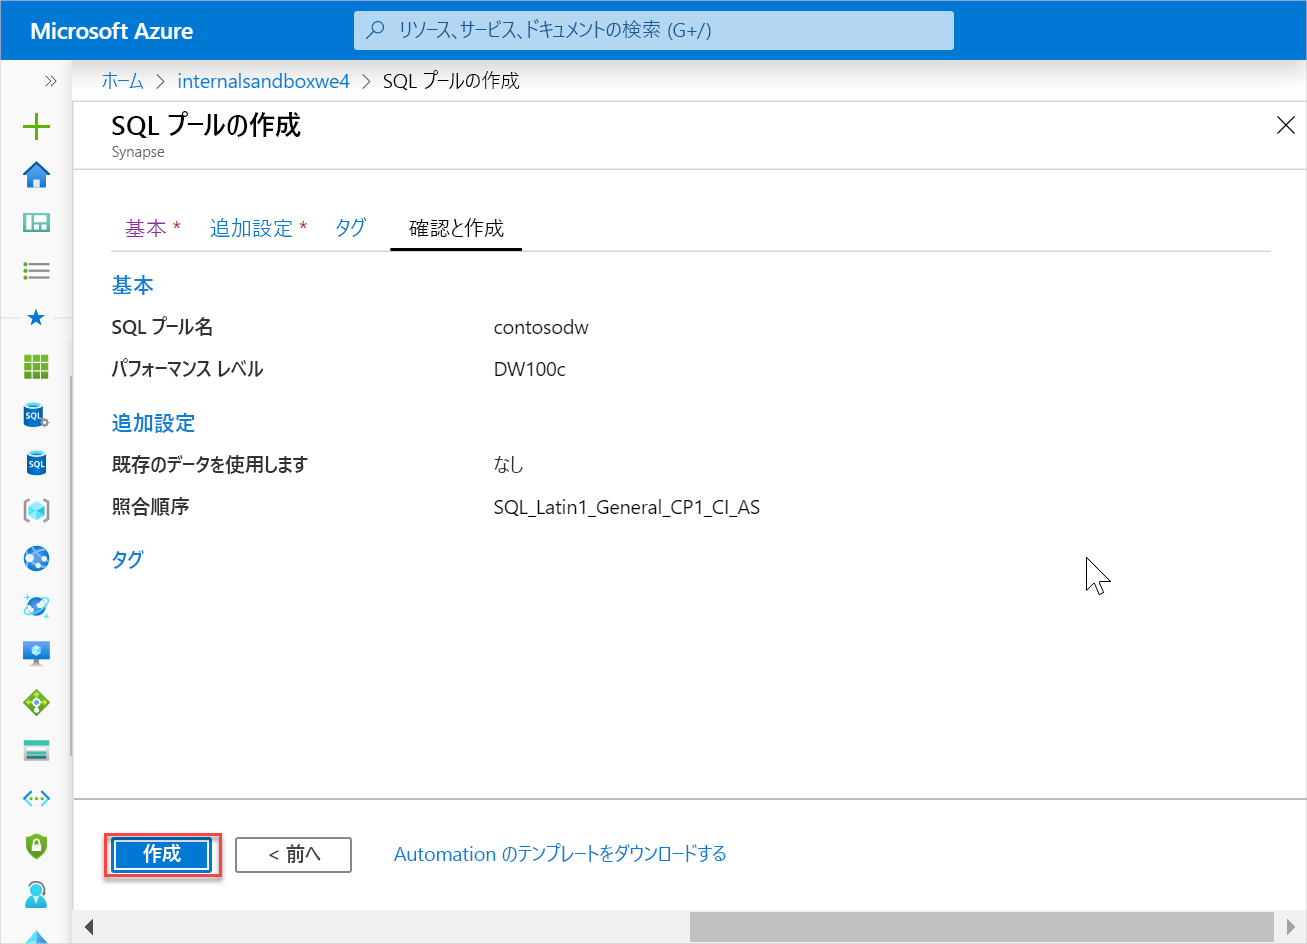 Microsoft Azure
リソース、サービス、ドキュメントの検索 (G+/)
ホーム > internalsandboxwe4 > SQL プールの作成
SQL プールの作成
Synapse
基本 * 追加設定 * タグ 確認と作成
基本
SQL プール名 contosodw
パフォーマンス レベル DW100c
追加設定
既存のデータを使用します なし
照合順序 SQL_Latin1_General_CP1_CI_AS
タグ
作成 < 前へ Automation のテンプレートをダウンロードする
SQL
SQL